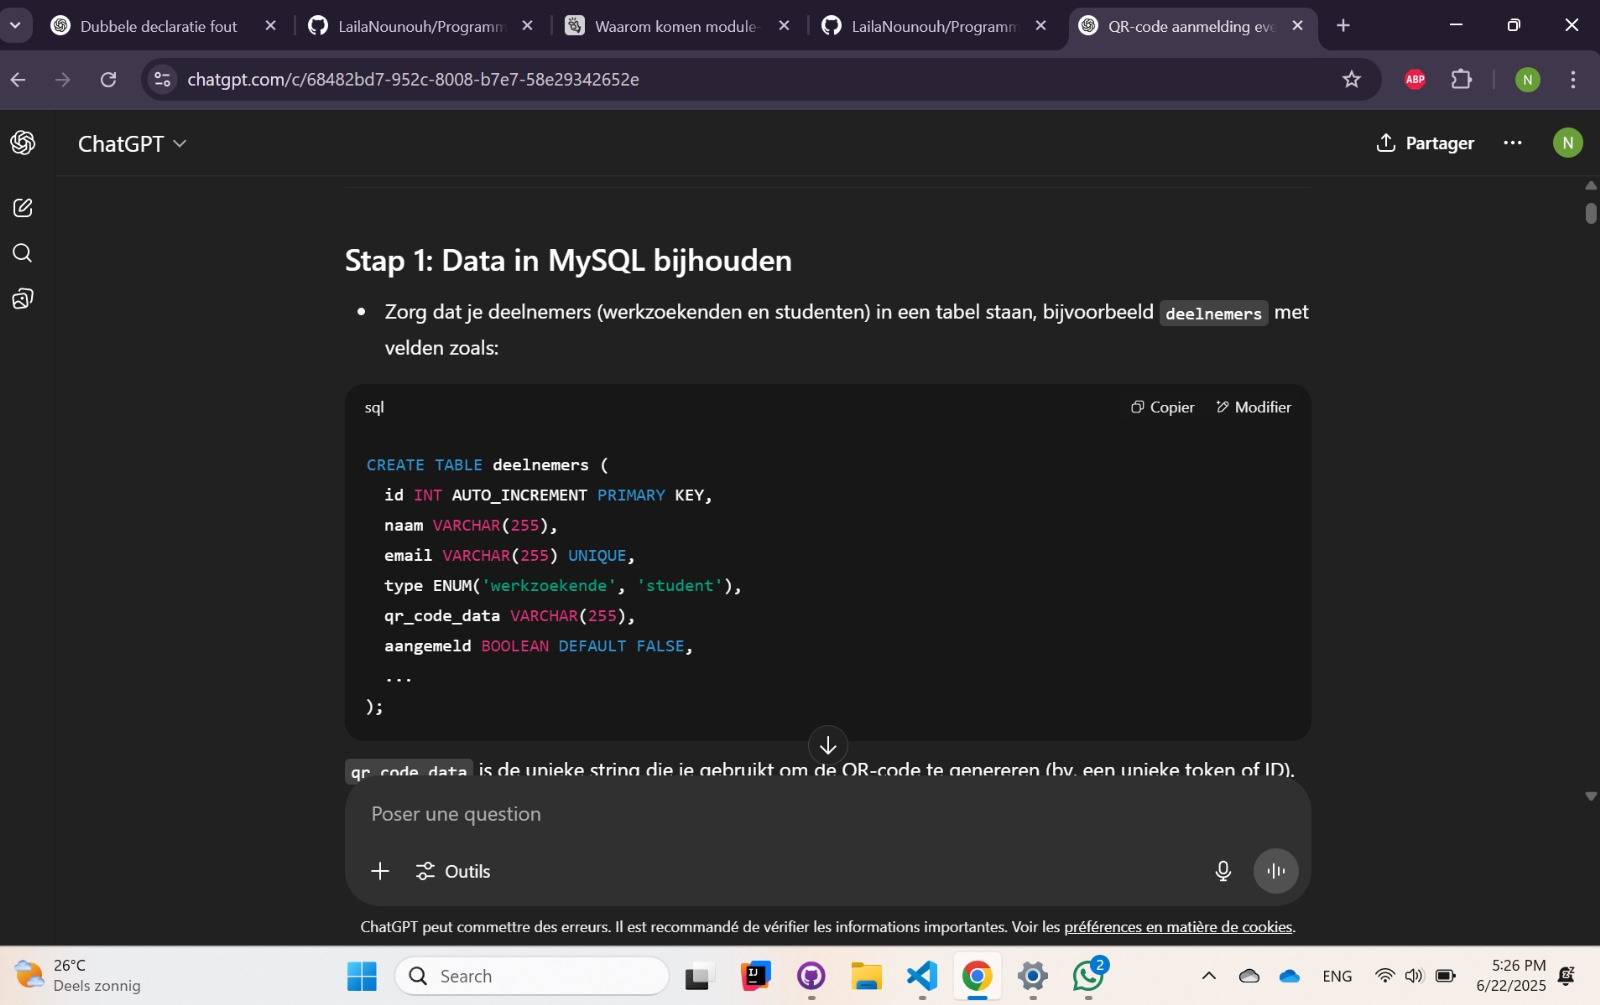 Dubbele declaratie fout
LailaNounouh/Programm
Waarom komen module-
LailaNounouh/Programm
QR-code aanmelding eve
chatgpt.com/c/68482bd7-952c-8008-b7e7-58e29342652e
ABP
N
ChatGPT
Partager
N
Stap 1: Data in MySQL bijhouden
• Zorg dat je deelnemers (werkzoekenden en studenten) in een tabel staan, bijvoorbeeld deelnemers met
velden zoals:
sql
Copier
Modifier
CREATE TABLE deelnemers (
id INT AUTO_INCREMENT PRIMARY KEY,
naam VARCHAR(255),
email VARCHAR(255) UNIQUE,
type ENUM('werkzoekende', 'student'),
qr_code_data VARCHAR(255),
aangemeld BOOLEAN DEFAULT FALSE,
...
);
qr_code_data is de unieke string die je gebruikt om de QR-code te genereren (bv. een unieke token of ID).
Poser une question
Outils
ChatGPT peut commettre des erreurs. Il est recommandé de vérifier les informations importantes. Voir les préférences en matière de cookies.
26°C
Deels zonnig
Search
IJ
2
ENG
5:26 PM
6/22/2025